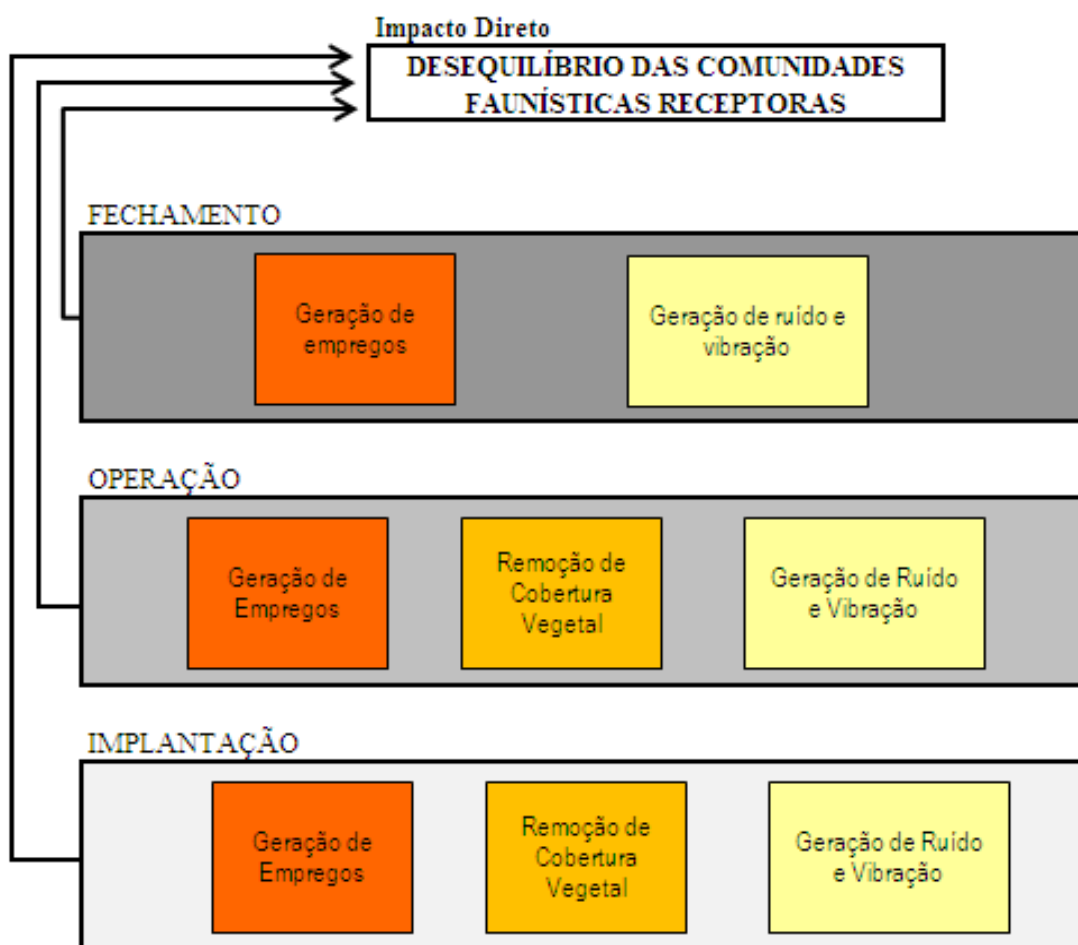 Impacto Direto
DESEQUILÍBRIO DAS COMUNIDADES
FAUNÍSTICAS RECEPTORAS
FECHAMENTO
Geração de
empregos
Geração de ruído e
vibração
OPERAÇÃO
Geração de
Empregos
Remoção de
Cobertura
Vegetal
Geração de Ruído
e Vibração
IMPLANTAÇÃO
Geração de
Empregos
Remoção de
Cobertura
Vegetal
Geração de Ruído
e Vibração